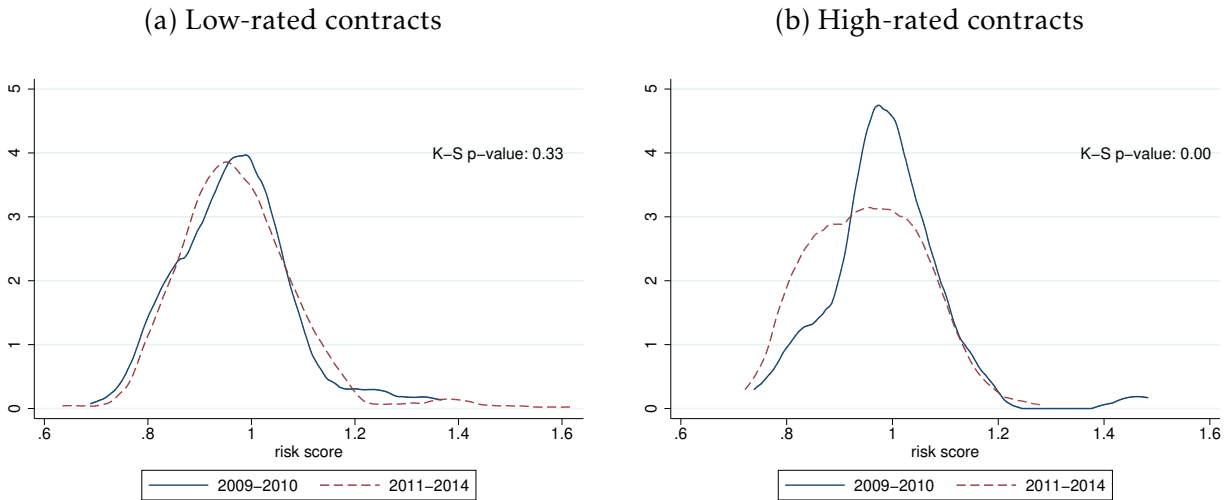 (a) Low-rated contracts
5
4
3
2
1
0
K−S p-value: 0.33
.6 .8 1 1.2 1.4 1.6
risk score
2009−2010 2011−2014
(b) High-rated contracts
5
4
3
2
1
0
K−S p-value: 0.00
.6 .8 1 1.2 1.4 1.6
risk score
2009−2010 2011−2014